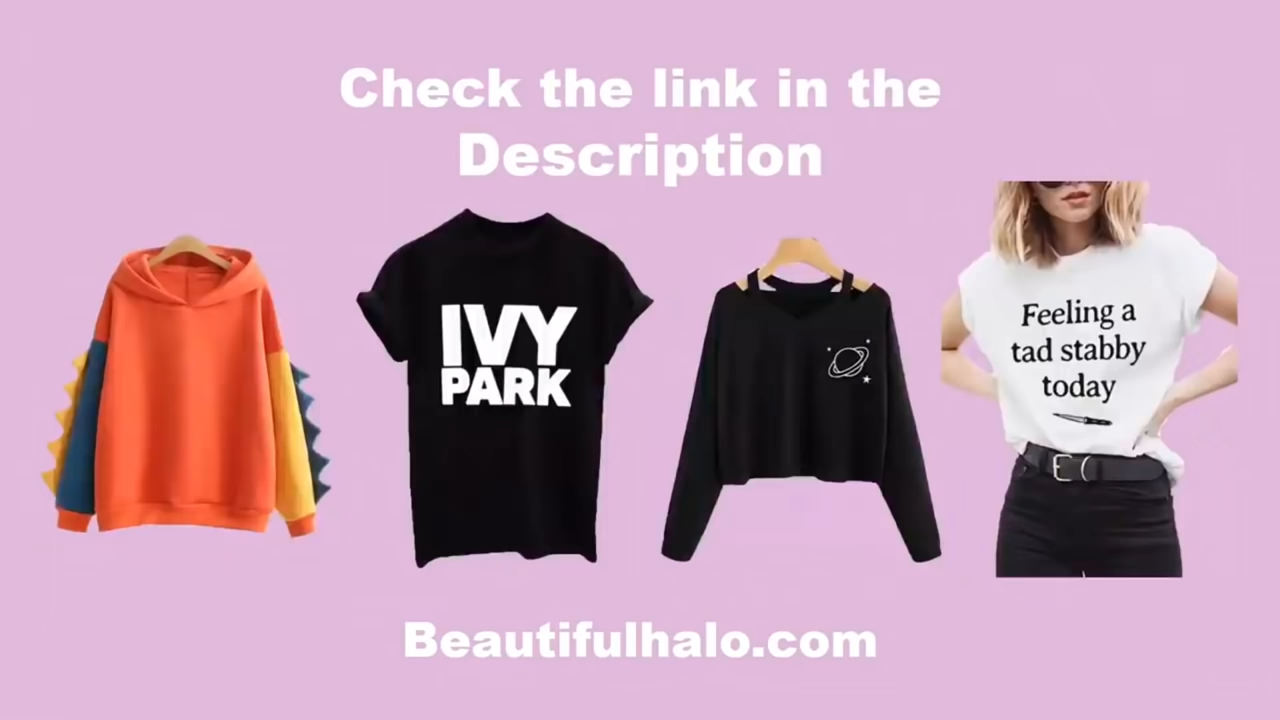 Check the link in the
Description
IVY
PARK
Feeling a
tad stabby
today
Beautifulhalo.com